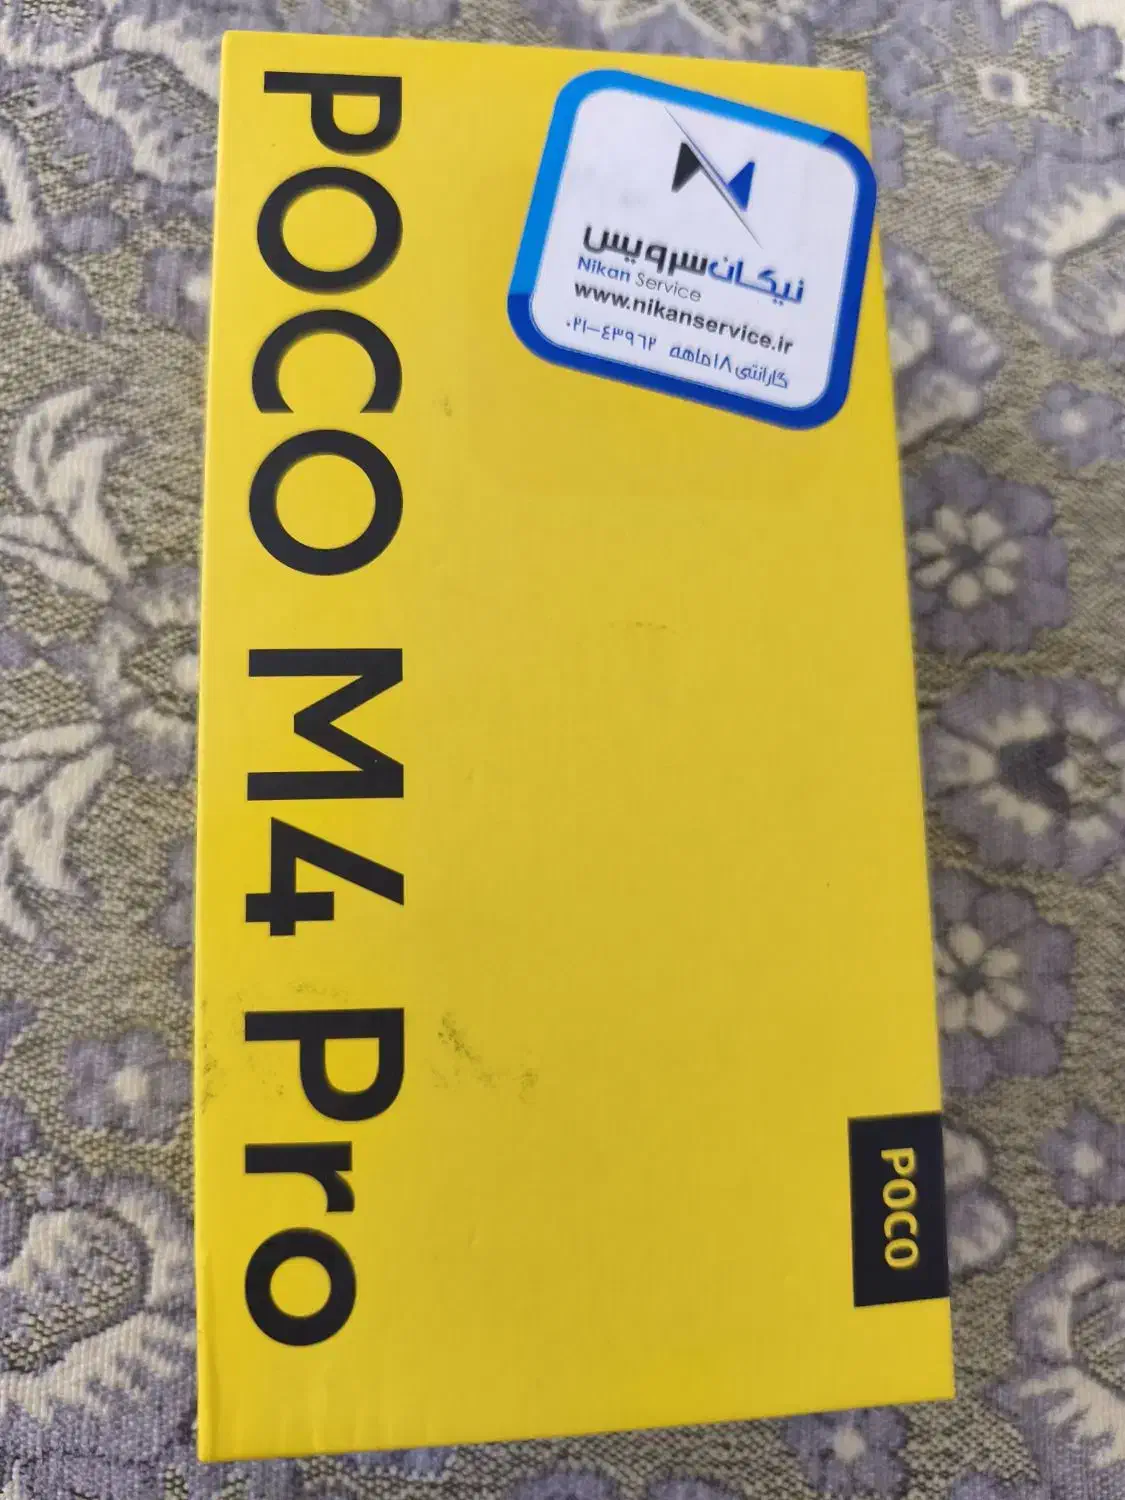 POCO M4 Pro
نیکان سرویس
Nikan Service
www.nikanservice.ir
گارانتی ۱۸ ماهه ۰۲۱-۴۳۹۶۲
POCO